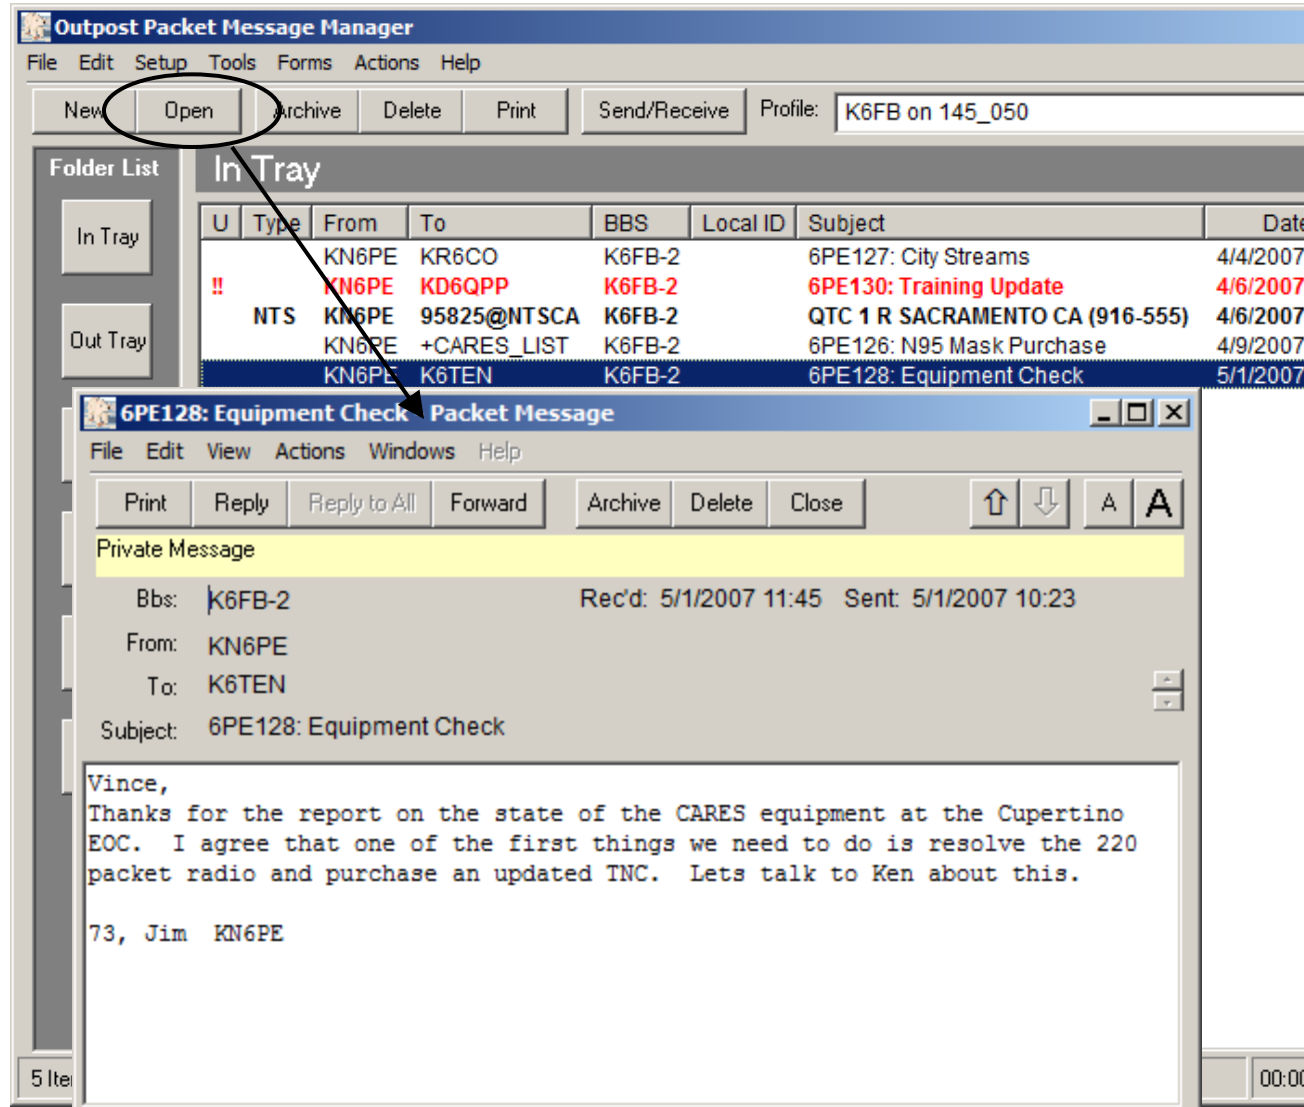 Outpost Packet Message Manager
File Edit Setup Tools Forms Actions Help
New Open Archive Delete Print Send/Receive Profile: K6FB on 145_050
Folder List In Tray
U Type From To BBS Local ID Subject Date
In Tray
KN6PE KR6CO K6FB-2 6PE127: City Streams 4/4/2007
!! KN6PE KD6QPP K6FB-2 6PE130: Training Update 4/6/2007
NTS KN6PE 95825@NTSCA K6FB-2 QTC 1 R SACRAMENTO CA (916-555) 4/6/2007
Out Tray
KN6PE +CARES_LIST K6FB-2 6PE126: N95 Mask Purchase 4/9/2007
KN6PE K6TEN K6FB-2 6PE128: Equipment Check 5/1/2007
6PE128: Equipment Check Packet Message
File Edit View Actions Windows Help
Print Reply Reply to All Forward Archive Delete Close A A
Private Message
Bbs: K6FB-2 Rec'd: 5/1/2007 11:45 Sent: 5/1/2007 10:23
From: KN6PE
To: K6TEN
Subject: 6PE128: Equipment Check
Vince,
Thanks for the report on the state of the CARES equipment at the Cupertino
EOC. I agree that one of the first things we need to do is resolve the 220
packet radio and purchase an updated TNC. Lets talk to Ken about this.
73, Jim KN6PE
5